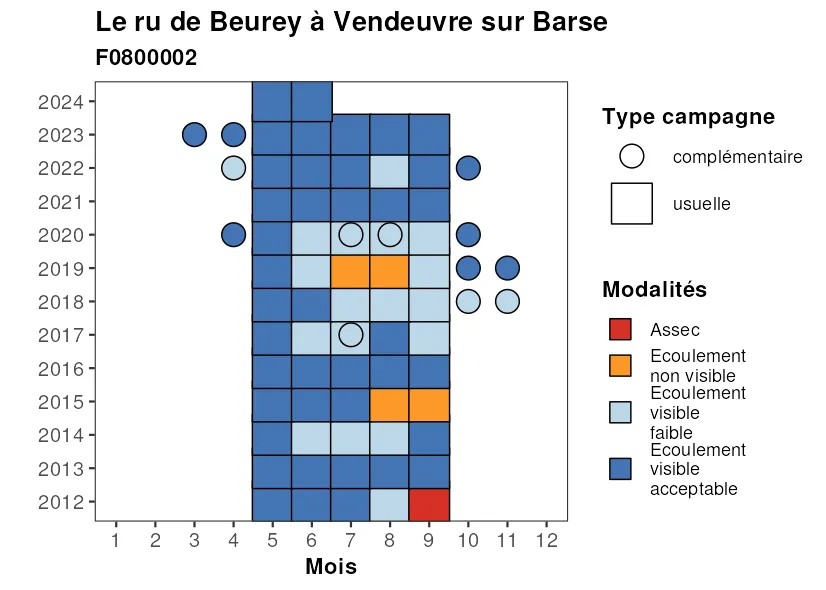 Le ru de Beurey à Vendeuvre sur Barse
F0800002
2024
2023
2022
2021
2020
2019
2018
2017
2016
2015
2014
2013
2012
1 2 3 4 5 6 7 8 9 10 11 12
Mois
Type campagne
complémentaire
usuelle
Modalités
Assec
Ecoulement
non visible
Ecoulement
visible
faible
Ecoulement
visible
acceptable